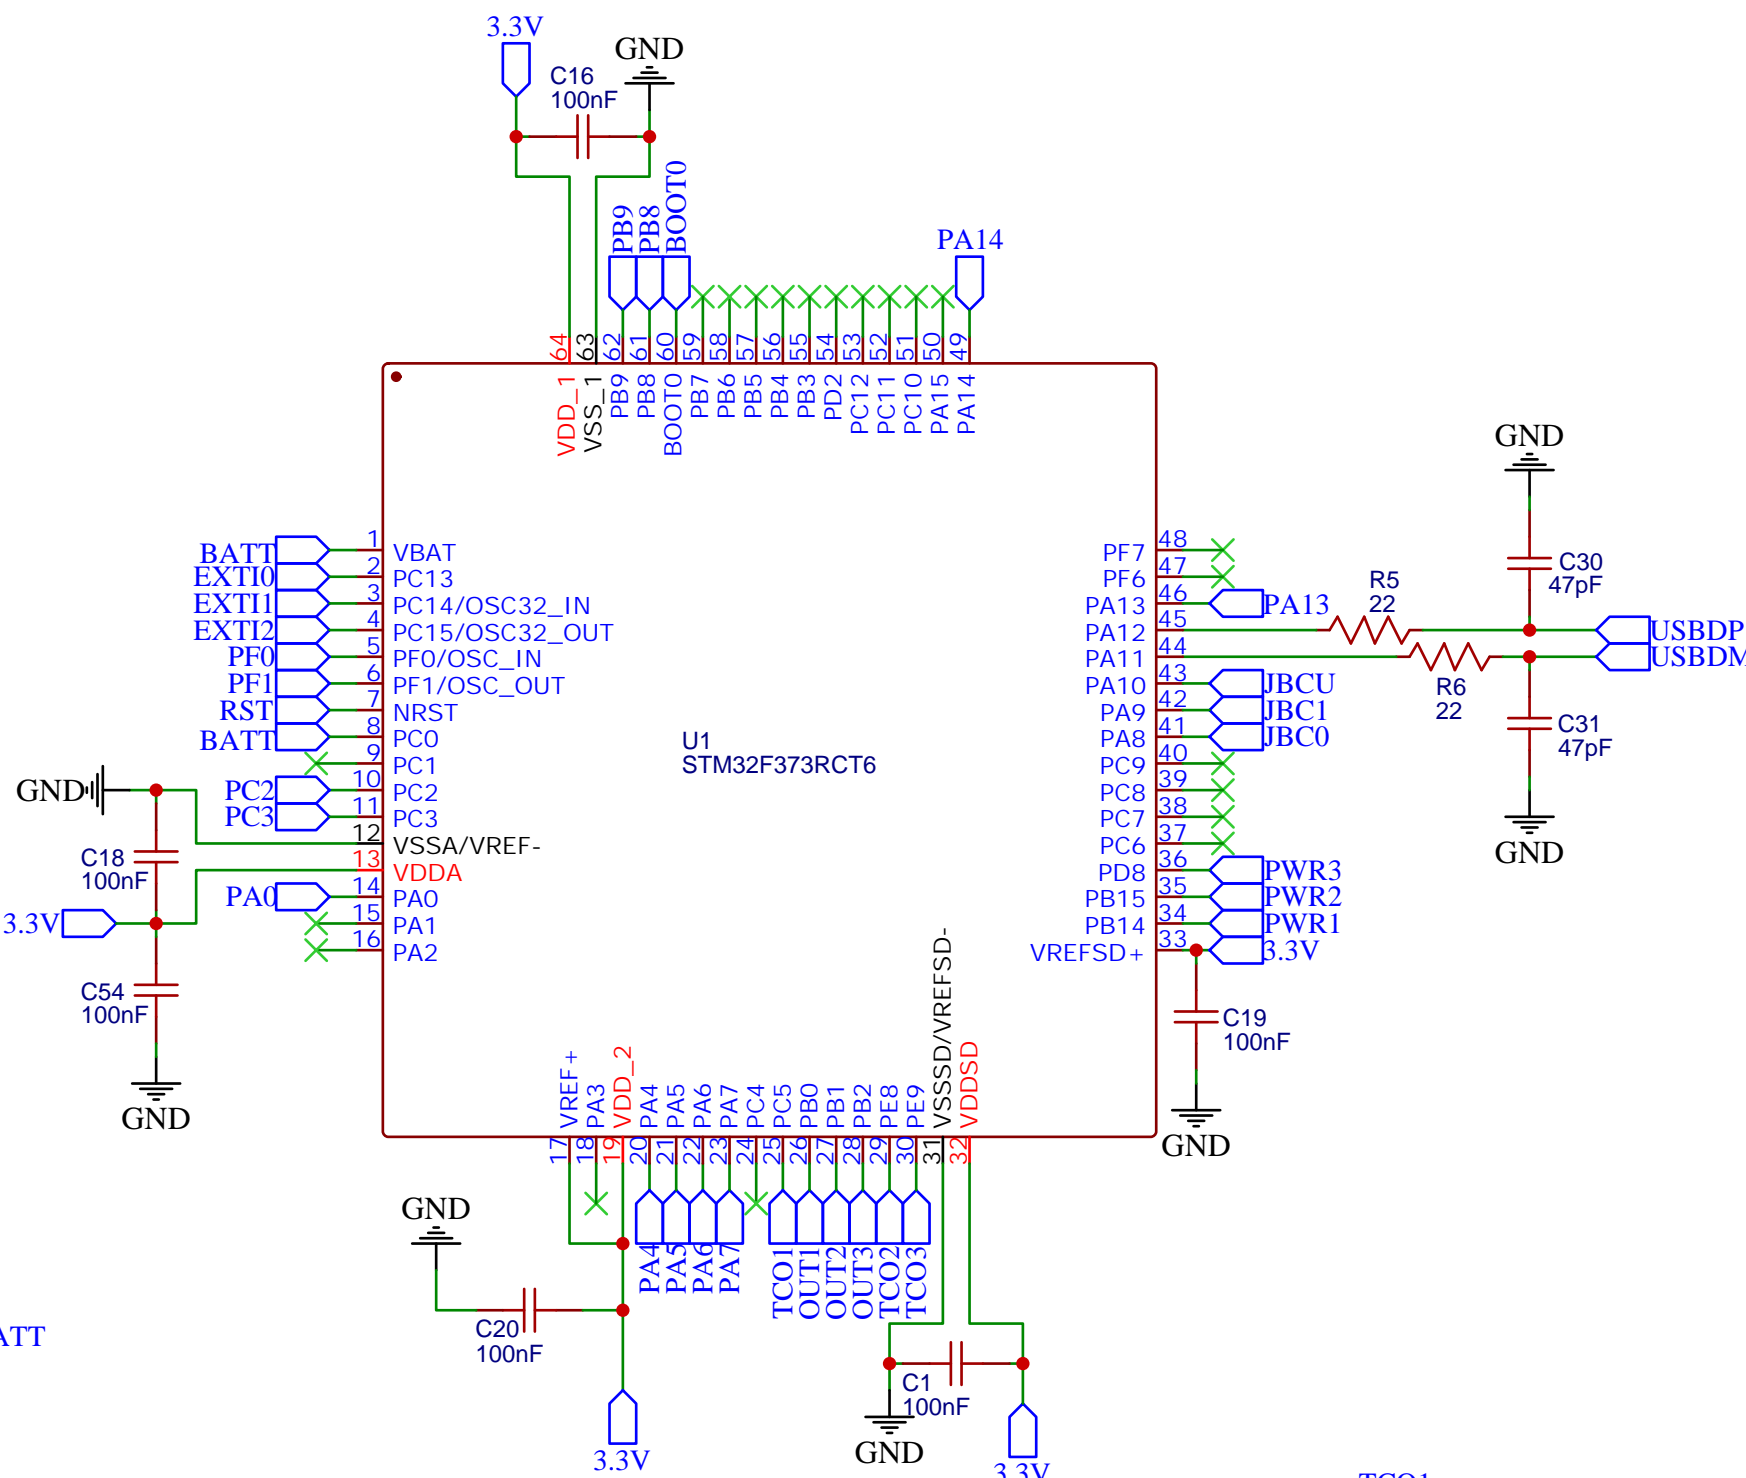 3.3V
GND
C16
100nF
PB9
PB8
BOOT0
PA14
64
63
62
61
60
59
58
57
56
55
54
53
52
51
50
49
VDD_1
VSS_1
PB9
PB8
BOOT0
PB7
PB6
PB5
PB4
PB3
PD2
PC12
PC11
PC10
PA15
PA14
BATT 1 VBAT
EXTI0 2 PC13
EXTI1 3 PC14/OSC32_IN
EXTI2 4 PC15/OSC32_OUT
PF0 5 PF0/OSC_IN
PF1 6 PF1/OSC_OUT
RST 7 NRST
BATT 8 PC0
9 PC1
PC2 10 PC2
PC3 11 PC3
12 VSSA/VREF-
13 VDDA
PA0 14 PA0
15 PA1
16 PA2
GND
C18
100nF
3.3V
C54
100nF
GND
U1
STM32F373RCT6
PF7 48
PF6 47
PA13 46 PA13
PA12 45
PA11 44
PA10 43 JBCU
PA9 42 JBC1
PA8 41 JBC0
PC9 40
PC8 39
PC7 38
PC6 37
PD8 36 PWR3
PB15 35 PWR2
PB14 34 PWR1
VREFSD+ 33 3.3V
GND
C30
47pF
R5
22
USBDP
USBDM
R6
22
C31
47pF
GND
C19
100nF
GND
VREF+
PA3
VDD_2
PA4
PA5
PA6
PA7
PC4
PC5
PB0
PB1
PB2
PE8
PE9
VSSSD/VREFSD-
VDDSD
17
18
19
20
21
22
23
24
25
26
27
28
29
30
31
32
PA4
PA5
PA6
PA7
TCO1
OUT1
OUT2
OUT3
TCO2
TCO3
GND
C20
100nF
3.3V
C1
100nF
GND
3.3V
ATT
TCO1